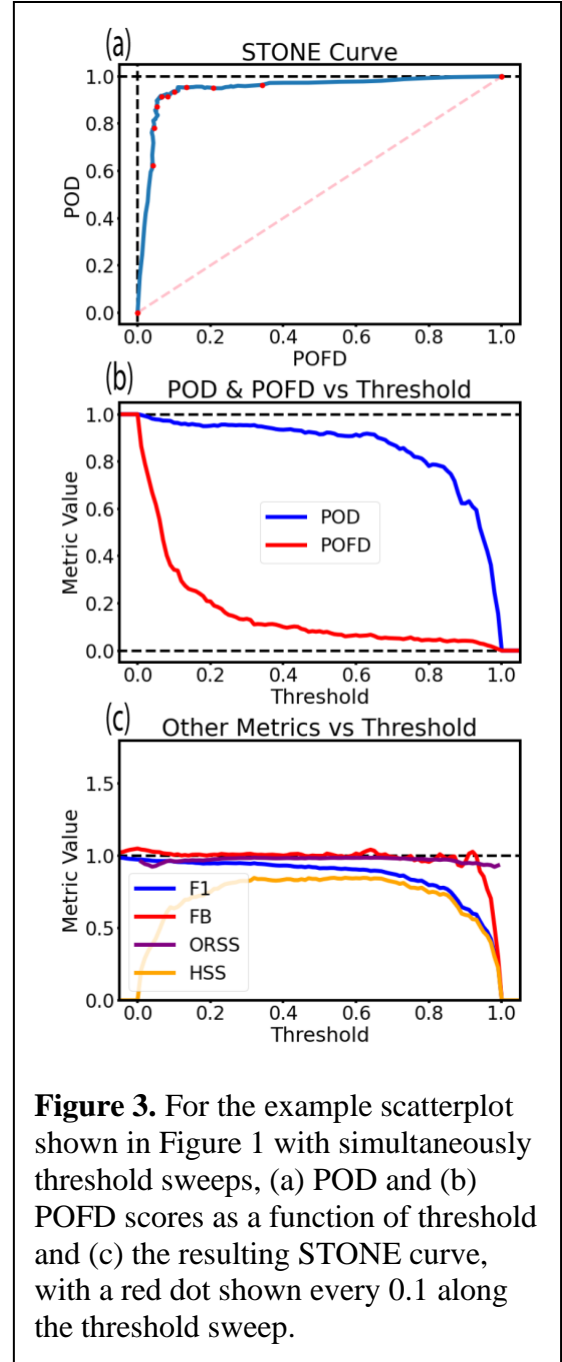 (a)
STONE Curve
1.0
0.8
0.6
0.4
0.2
0.0
POD
0.0 0.2 0.4 0.6 0.8 1.0
POFD
(b)
POD & POFD vs Threshold
1.0
0.8
0.6
0.4
0.2
0.0
Metric Value
POD
POFD
0.0 0.2 0.4 0.6 0.8 1.0
Threshold
(c)
Other Metrics vs Threshold
1.5
1.0
0.5
0.0
Metric Value
F1
FB
ORSS
HSS
0.0 0.2 0.4 0.6 0.8 1.0
Threshold
Figure 3. For the example scatterplot
shown in Figure 1 with simultaneously
threshold sweeps, (a) POD and (b)
POFD scores as a function of threshold
and (c) the resulting STONE curve,
with a red dot shown every 0.1 along
the threshold sweep.